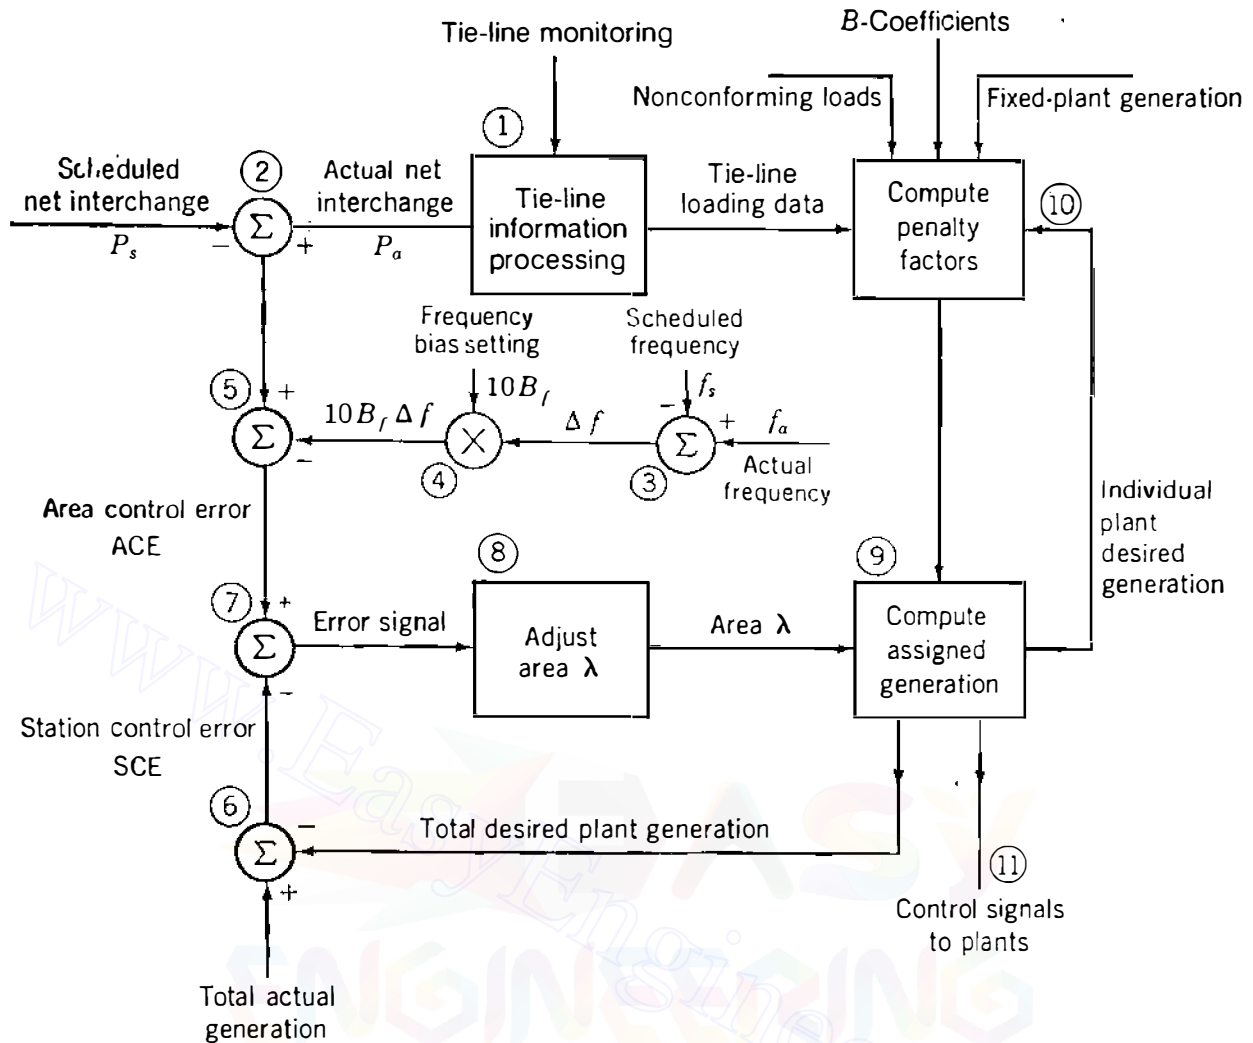 Tie-line monitoring
B-Coefficients
Nonconforming loads
Fixed-plant generation
①
Scheduled
net interchange
P_s
②
Σ
−
+
Actual net
interchange
P_a
Tie-line
information
processing
Tie-line
loading data
Compute
penalty
factors
⑩
Frequency
bias setting
10B_f
Scheduled
frequency
f_s
⑤
+
Σ
−
10B_f Δf
×
④
Δf
−
+
Σ
③
f_a
Actual
frequency
Area control error
ACE
Individual
plant
desired
generation
⑦
+
Σ
−
Error signal
⑧
Adjust
area λ
Area λ
⑨
Compute
assigned
generation
Station control error
SCE
⑥
−
Σ
+
Total desired plant generation
⑪
Control signals
to plants
Total actual
generation
www.EasyEngine
EASY
ENGINEERING